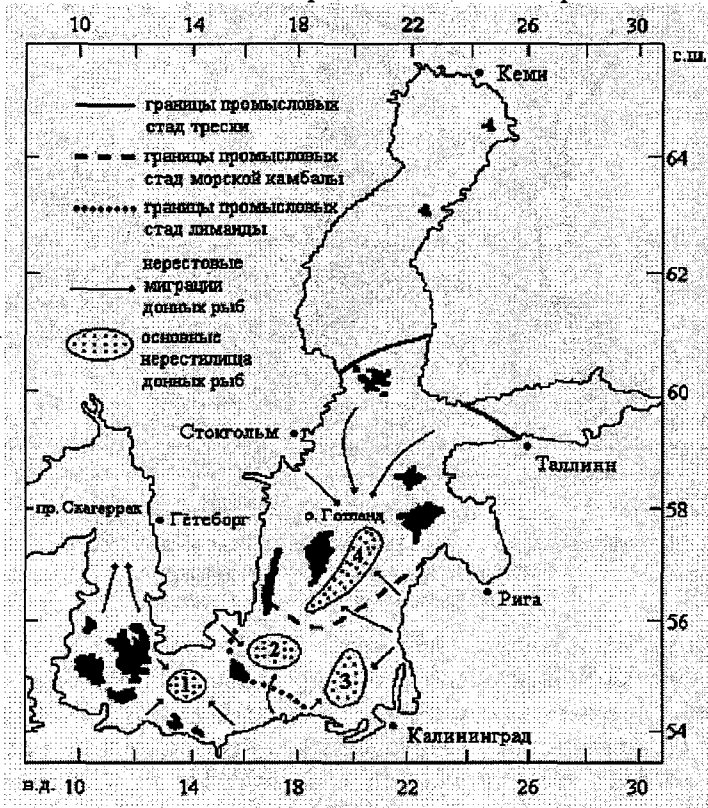 10 14 18 22 26 30
с.ш.
Кеми
границы промысловых
стад трески
границы промысловых
стад морской камбалы
64
границы промысловых
стад лиманды
нерестовые
миграции
донных рыб
62
основные
нерестилища
донных рыб
60
Стокгольм
Таллинн
пр. Скагеррак
Гётеборг
о. Готланд
58
4
Рига
56
2
3
1
54
Калининград
в.д. 10 14 18 22 26 30